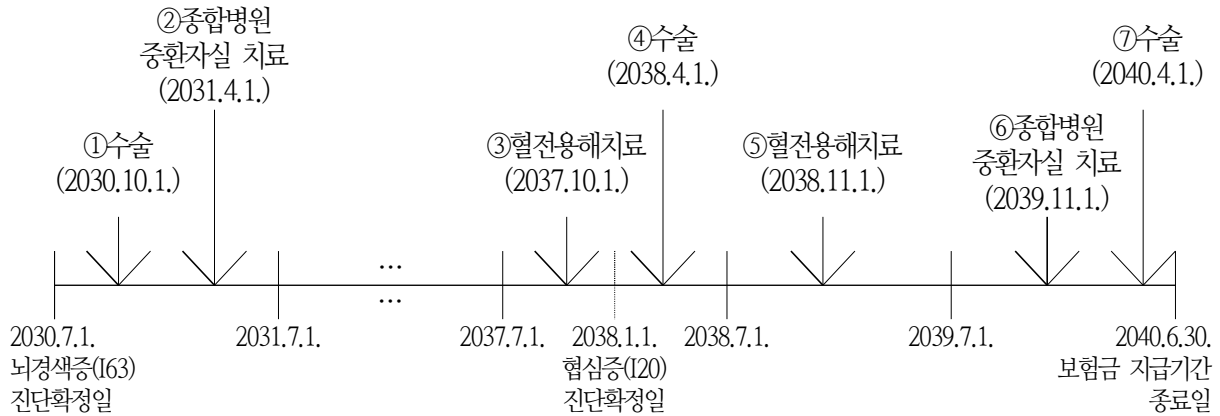 ②종합병원
중환자실 치료
(2031.4.1.)
④수술
(2038.4.1.)
⑦수술
(2040.4.1.)
①수술
(2030.10.1.)
③혈전용해치료
(2037.10.1.)
⑤혈전용해치료
(2038.11.1.)
⑥종합병원
중환자실 치료
(2039.11.1.)
...
...
2030.7.1.
뇌경색증(I63)
진단확정일
2031.7.1.
2037.7.1.
2038.1.1.
협심증(I20)
진단확정일
2038.7.1.
2039.7.1.
2040.6.30.
보험금 지급기간
종료일